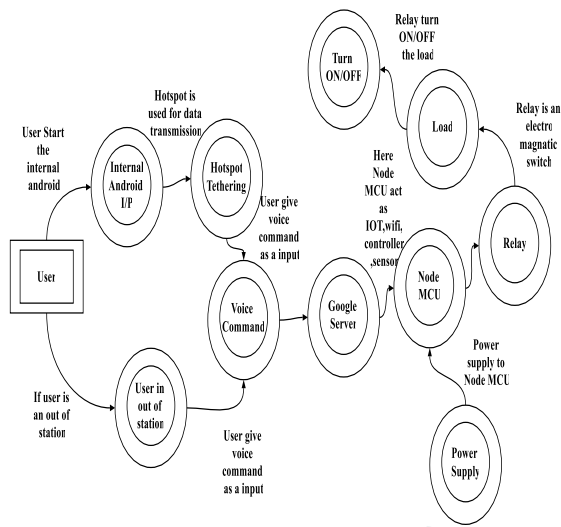 User Start
the
internal
android
User
If user is
an out of
station
Internal
Android
I/P
Hotspot is
used for data
transmission
Hotspot
Tethering
User give
voice
command
as a input
User in
out of
station
User give
voice
command
as a input
Voice
Command
Google
Server
Here
Node
MCU act
as
IOT,wifi,
controller
,sensor
Node
MCU
Power
supply to
Node MCU
Power
Supply
Relay
Relay is an
electro
magnetic
switch
Load
Relay turn
ON/OFF
the load
Turn
ON/OFF